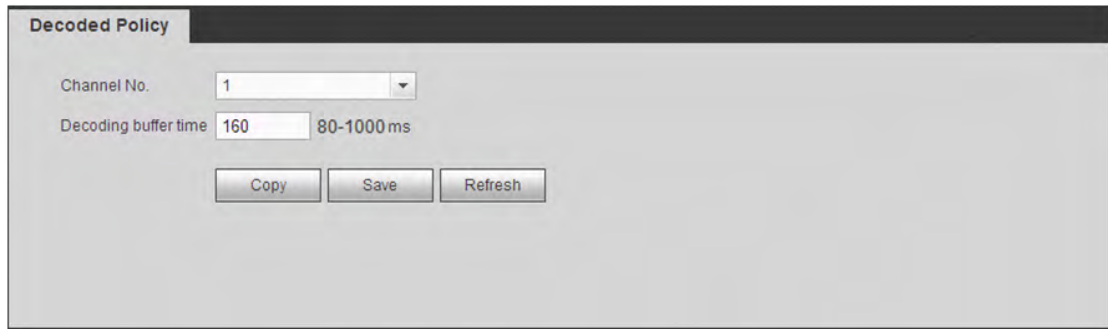 Decoded Policy
Channel No. 1
Decoding buffer time 160 80-1000 ms
Copy Save Refresh